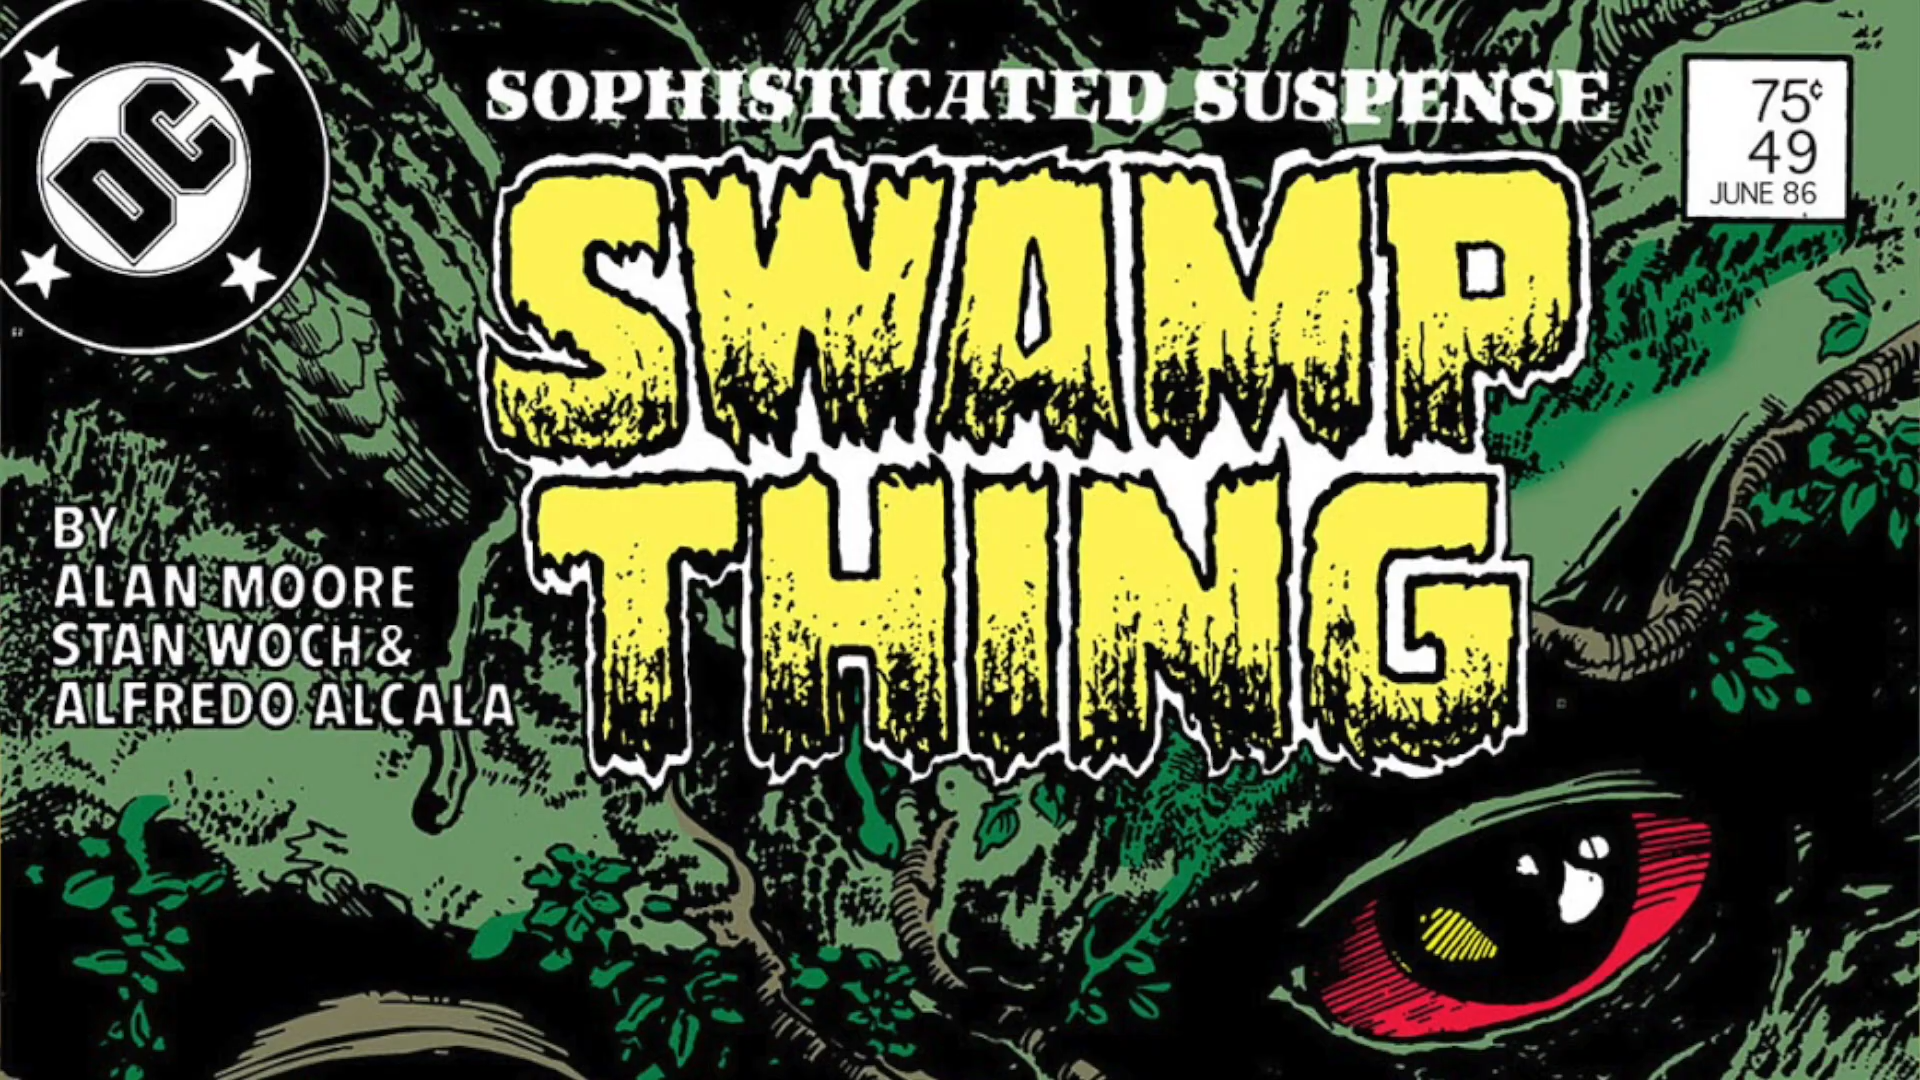 DC
SOPHISTICATED SUSPENSE
75¢
49
JUNE 86
SWAMP
THING
BY
ALAN MOORE
STAN WOCH &
ALFREDO ALCALA